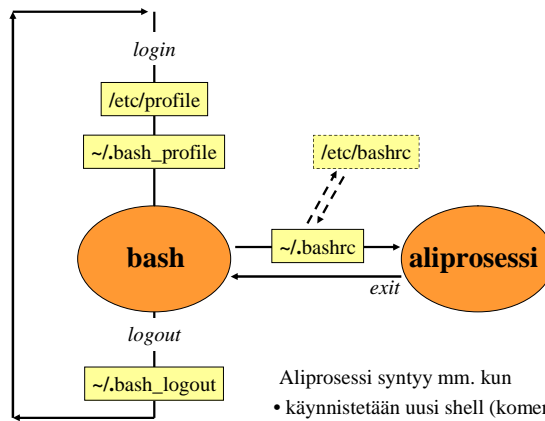 login
/etc/profile
~/.bash_profile
/etc/bashrc
bash
~/.bashrc
aliprosessi
exit
logout
~/.bash_logout
Aliprosessi syntyy mm. kun
• käynnistetään uusi shell